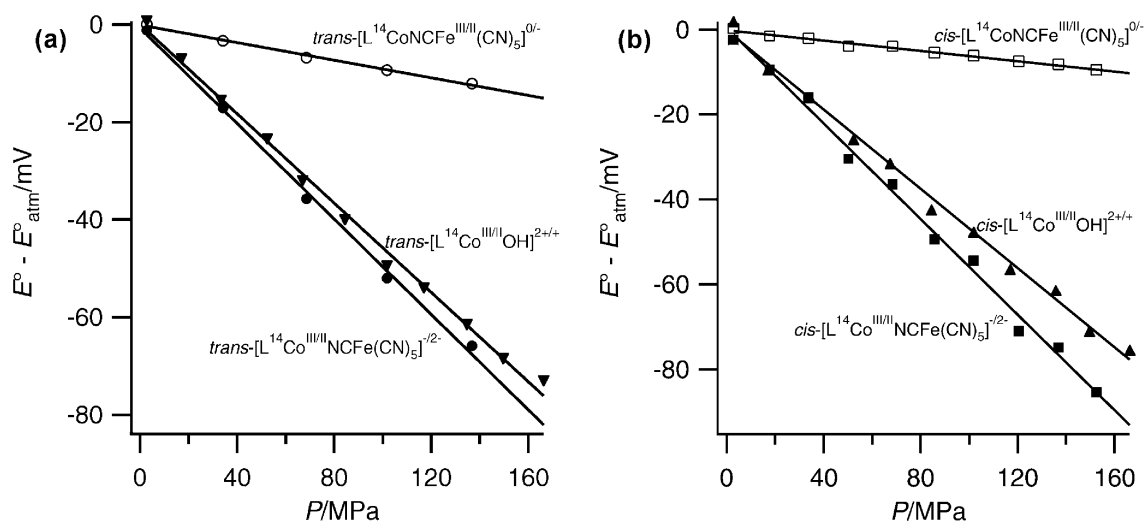 (a)
0
-20
-40
-60
-80
E° - E°atm/mV
trans-[L¹⁴CoNCFeᴵᴵᴵ/ᴵᴵ(CN)₅]⁰/⁻
trans-[L¹⁴Coᴵᴵᴵ/ᴵᴵOH]²⁺/⁺
trans-[L¹⁴Coᴵᴵᴵ/ᴵᴵNCFe(CN)₅]⁻/²⁻
0 40 80 120 160
P/MPa
(b)
0
-20
-40
-60
-80
E° - E°atm/mV
cis-[L¹⁴CoNCFeᴵᴵᴵ/ᴵᴵ(CN)₅]⁰/⁻
cis-[L¹⁴Coᴵᴵᴵ/ᴵᴵOH]²⁺/⁺
cis-[L¹⁴Coᴵᴵᴵ/ᴵᴵNCFe(CN)₅]⁻/²⁻
0 40 80 120 160
P/MPa